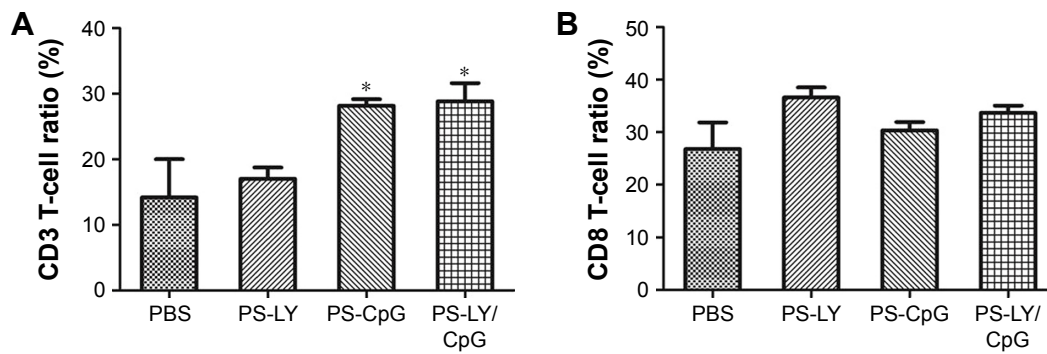 A
CD3 T-cell ratio (%)
40
30
20
10
0
*
*
PBS
PS-LY
PS-CpG
PS-LY/
CpG
B
CD8 T-cell ratio (%)
50
40
30
20
10
0
PBS
PS-LY
PS-CpG
PS-LY/
CpG